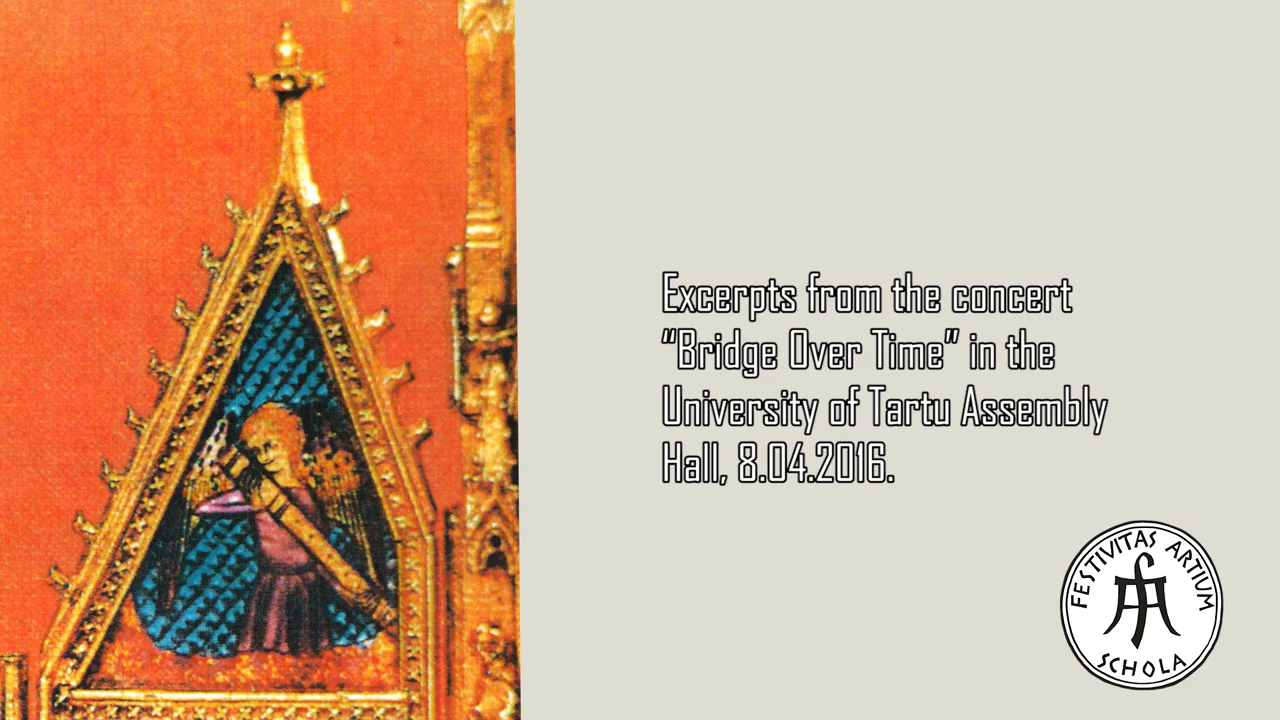 Excerpts from the concert
“Bridge Over Time” in the
University of Tartu Assembly
Hall, 8.04.2016.
FESTIVITAS ARTIUM
SCHOLA